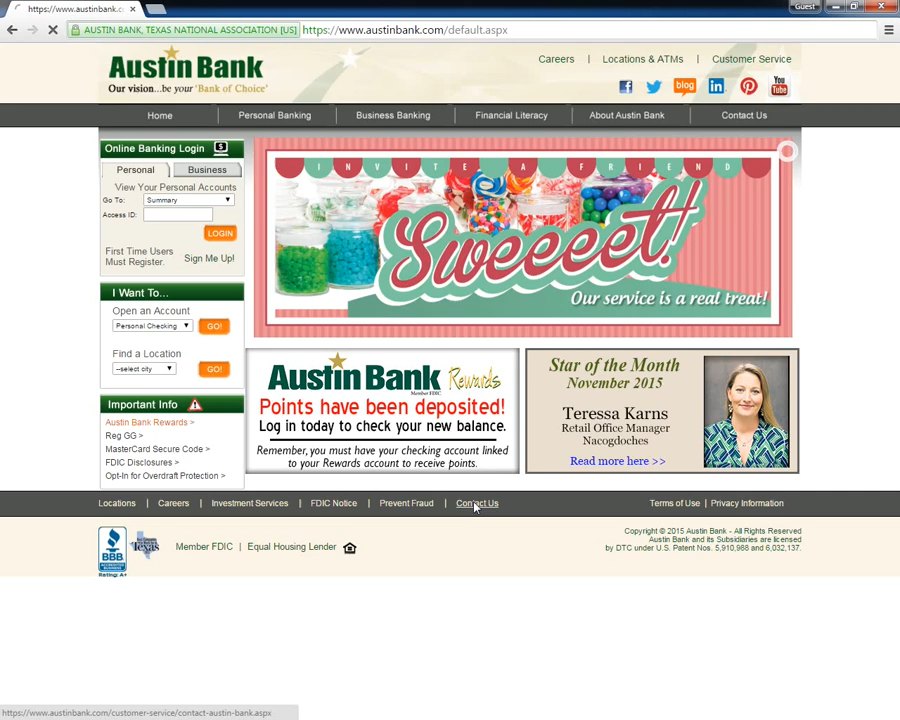 https://www.austinbank.c
Guest
AUSTIN BANK, TEXAS NATIONAL ASSOCIATION [US]
https://www.austinbank.com/default.aspx
Austin Bank
Our vision...be your 'Bank of Choice'
Careers | Locations & ATMs | Customer Service
blog
in
You Tube
Home
Personal Banking
Business Banking
Financial Literacy
About Austin Bank
Contact Us
Online Banking Login
Personal
Business
View Your Personal Accounts
Go To: Summary
Access ID:
LOGIN
First Time Users
Must Register.
Sign Me Up!
INVITE A FRIEND
Sweeeet!
Our service is a real treat!
I Want To...
Open an Account
Personal Checking
GO!
Find a Location
--select city
GO!
Austin Bank Rewards
Member FDIC
Points have been deposited!
Log in today to check your new balance.
Remember, you must have your checking account linked
to your Rewards account to receive points.
Star of the Month
November 2015
Teressa Karns
Retail Office Manager
Nacogdoches
Read more here >>
Important Info
Austin Bank Rewards >
Reg GG >
MasterCard Secure Code >
FDIC Disclosures >
Opt-In for Overdraft Protection >
Locations | Careers | Investment Services | FDIC Notice | Prevent Fraud | Contact Us
Terms of Use | Privacy Information
BBB
ACCREDITED BUSINESS
Rating: A+
Texas
Member FDIC | Equal Housing Lender
Copyright © 2015 Austin Bank - All Rights Reserved
Austin Bank and its Subsidiaries are licensed
by DTC under U.S. Patent Nos. 5,910,988 and 6,032,137.
https://www.austinbank.com/customer-service/contact-austin-bank.aspx